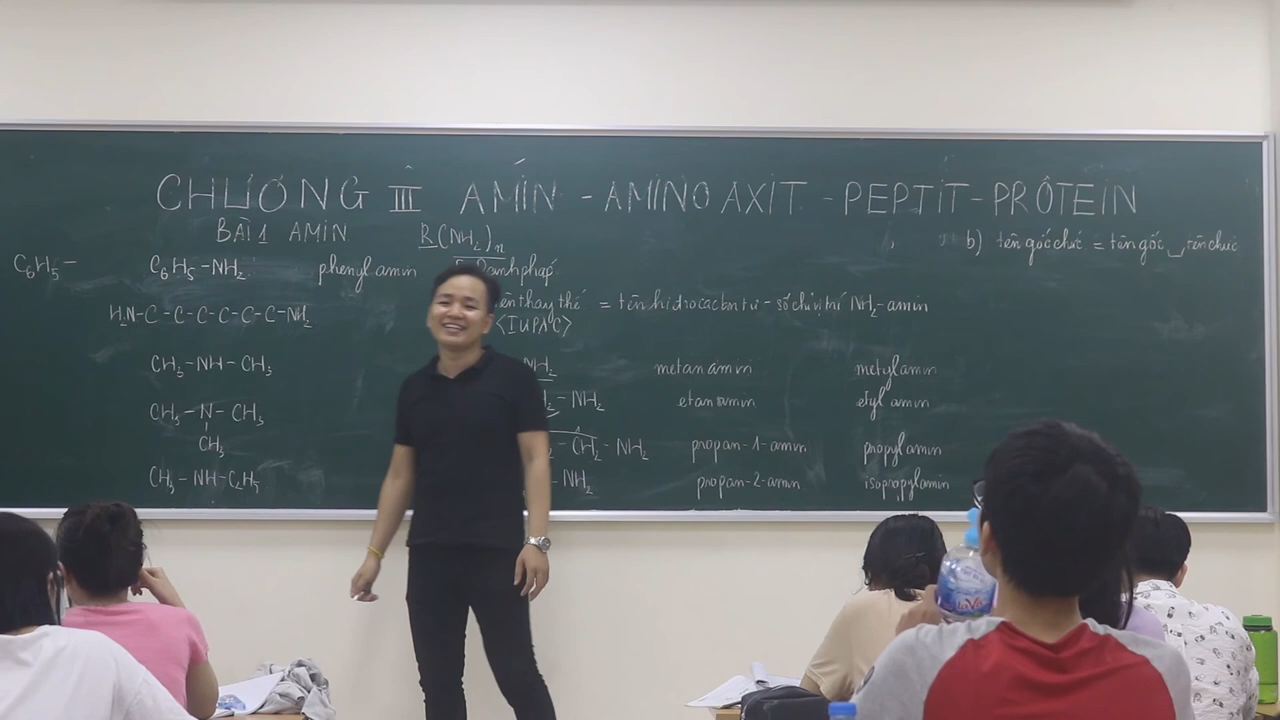 CHƯƠNG III AMIN - AMINO AXIT - PEPTIT - PRÔTEIN
BÀI 1 AMIN R(NH₂)ₙ
b) tên gốc chức = tên gốc ␣ tên chức
C₆H₅- C₆H₅-NH₂ phenyl amin Danh pháp
H₂N-C-C-C-C-C-C-NH₂ thay thế = tên hidrocacbon tư - số chỉ vị trí NH₂-amin
<IUPAC>
CH₃-NH-CH₃ NH₂ metan amin metylamin
CH₃-N-CH₃ -NH₂ etan amin etyl amin
CH₃
-CH₂-NH₂ propan-1-amin propylamin
CH₃-NH-C₂H₅ NH₂ propan-2-amin isopropylamin
LaVie